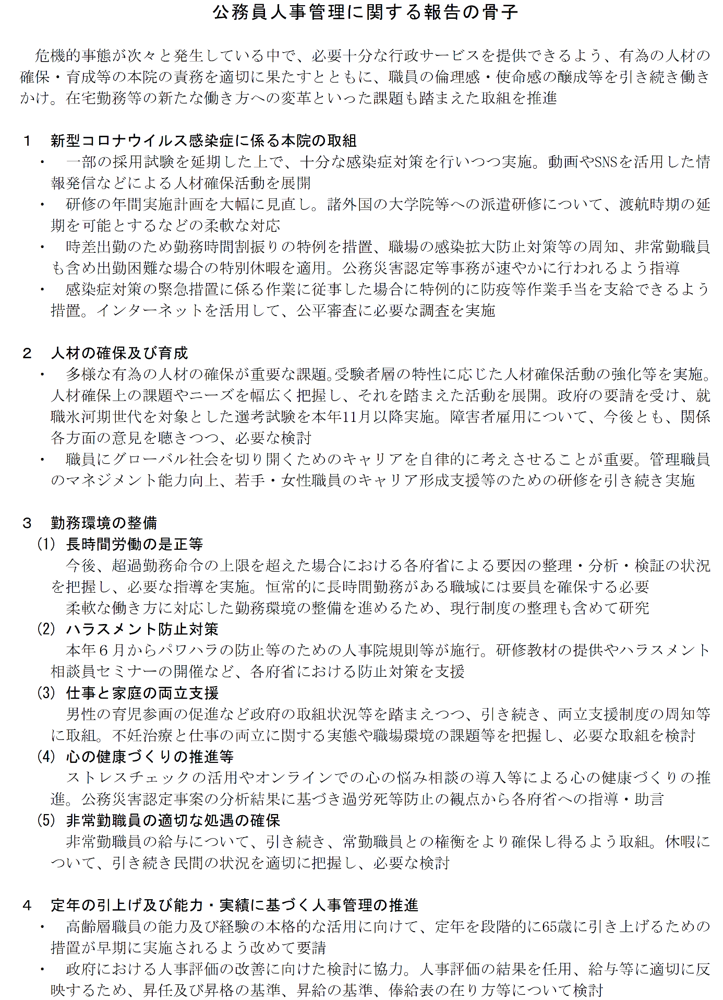 公務員人事管理に関する報告の骨子
危機的事態が次々と発生している中で、必要十分な行政サービスを提供できるよう、有為の人材の
確保・育成等の本院の責務を適切に果たすとともに、職員の倫理感・使命感の醸成等を引き続き働き
かけ。在宅勤務等の新たな働き方への変革といった課題も踏まえた取組を推進
１　新型コロナウイルス感染症に係る本院の取組
・　一部の採用試験を延期した上で、十分な感染症対策を行いつつ実施。動画やSNSを活用した情
報発信などによる人材確保活動を展開
・　研修の年間実施計画を大幅に見直し。諸外国の大学院等への派遣研修について、渡航時期の延
期を可能とするなどの柔軟な対応
・　時差出勤のため勤務時間割振りの特例を措置、職場の感染拡大防止対策等の周知、非常勤職員
も含め出勤困難な場合の特別休暇を適用。公務災害認定等事務が速やかに行われるよう指導
・　感染症対策の緊急措置に係る作業に従事した場合に特例的に防疫等作業手当を支給できるよう
措置。インターネットを活用して、公平審査に必要な調査を実施
２　人材の確保及び育成
・　多様な有為の人材の確保が重要な課題。受験者層の特性に応じた人材確保活動の強化等を実施。
人材確保上の課題やニーズを幅広く把握し、それを踏まえた活動を展開。政府の要請を受け、就
職氷河期世代を対象とした選考試験を本年11月以降実施。障害者雇用について、今後とも、関係
各方面の意見を聴きつつ、必要な検討
・　職員にグローバル社会を切り開くためのキャリアを自律的に考えさせることが重要。管理職員
のマネジメント能力向上、若手・女性職員のキャリア形成支援等のための研修を引き続き実施
３　勤務環境の整備
(1) 長時間労働の是正等
今後、超過勤務命令の上限を超えた場合における各府省による要因の整理・分析・検証の状況
を把握し、必要な指導を実施。恒常的に長時間勤務がある職域には要員を確保する必要
柔軟な働き方に対応した勤務環境の整備を進めるため、現行制度の整理も含めて研究
(2) ハラスメント防止対策
本年６月からパワハラの防止等のための人事院規則等が施行。研修教材の提供やハラスメント
相談員セミナーの開催など、各府省における防止対策を支援
(3) 仕事と家庭の両立支援
男性の育児参画の促進など政府の取組状況等を踏まえつつ、引き続き、両立支援制度の周知等
に取組。不妊治療と仕事の両立に関する実態や職場環境の課題等を把握し、必要な取組を検討
(4) 心の健康づくりの推進等
ストレスチェックの活用やオンラインでの心の悩み相談の導入等による心の健康づくりの推
進。公務災害認定事案の分析結果に基づき過労死等防止の観点から各府省への指導・助言
(5) 非常勤職員の適切な処遇の確保
非常勤職員の給与について、引き続き、常勤職員との権衡をより確保し得るよう取組。休暇に
ついて、引き続き民間の状況を適切に把握し、必要な検討
４　定年の引上げ及び能力・実績に基づく人事管理の推進
・　高齢層職員の能力及び経験の本格的な活用に向けて、定年を段階的に65歳に引き上げるための
措置が早期に実施されるよう改めて要請
・　政府における人事評価の改善に向けた検討に協力。人事評価の結果を任用、給与等に適切に反
映するため、昇任及び昇格の基準、昇給の基準、俸給表の在り方等について検討